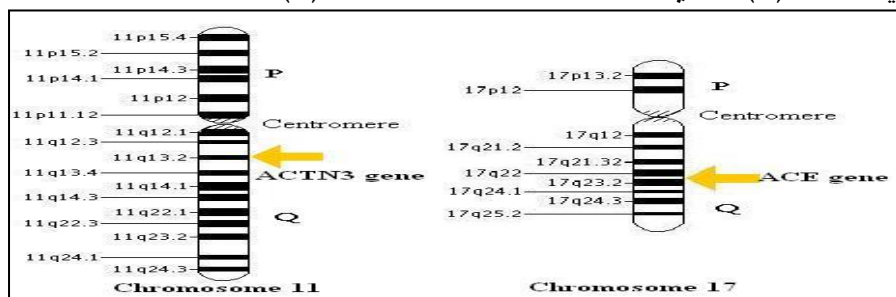 11p15.4
11p15.2
11p14.3
11p14.1
P
11p12
11p11.12
Centromere
11q12.1
11q12.3
11q13.2
11q13.4
ACTN3 gene
11q14.1
11q14.3
11q22.1
11q22.3
Q
11q23.2
11q24.1
11q24.3
Chromosome 11
17p13.2
17p12
P
Centromere
17q12
17q21.2
17q21.32
17q22
17q23.2
ACE gene
17q24.1
17q24.3
Q
17q25.2
Chromosome 17